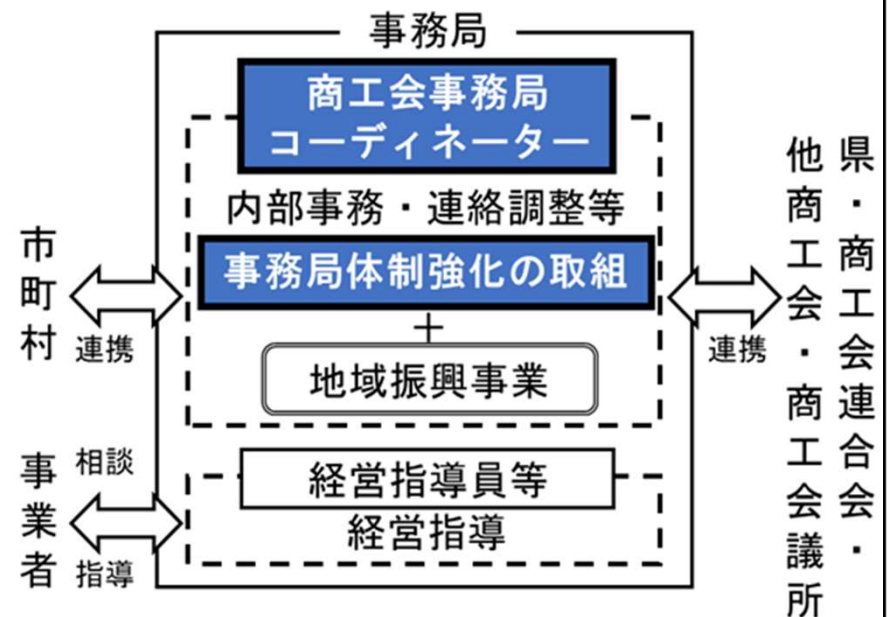 事務局
商工会事務局
コーディネーター
内部事務・連絡調整等
事務局体制強化の取組
＋
地域振興事業
経営指導員等
経営指導
市町村
連携
事業者
相談
指導
連携
県・商工会連合会・
他商工会・商工会議所